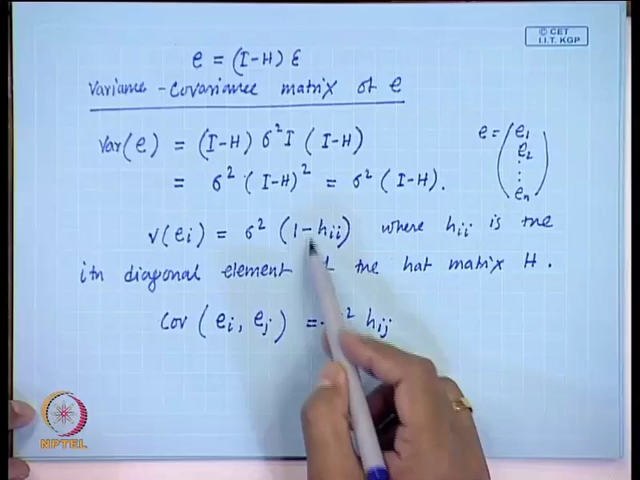 © CET
I.I.T. KGP
e = (I-H) ε
Variance - Covariance matrix of e
Var(e) = (I-H) σ² I (I-H)
= σ² (I-H)² = σ² (I-H).
e = (e₁
e₂
:
:
eₙ)
V(eᵢ) = σ² (1-hᵢᵢ) where hᵢᵢ is the
ith diagonal element the hat matrix H.
Cov (eᵢ, eⱼ) = ² hᵢⱼ
NPTEL